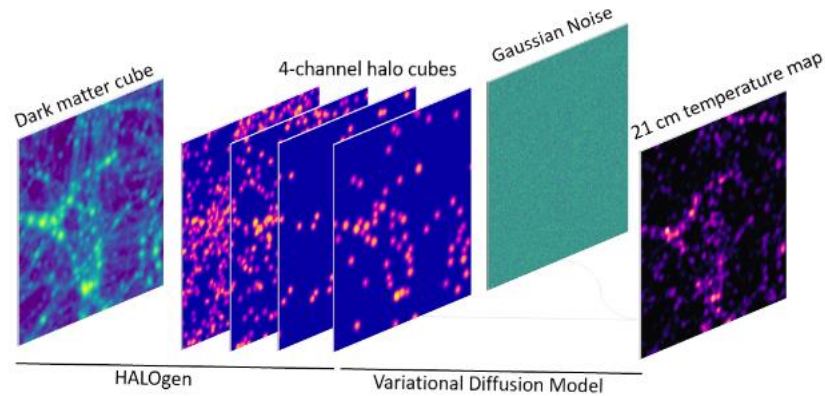 Dark matter cube
4-channel halo cubes
Gaussian Noise
21 cm temperature map
HALOgen
Variational Diffusion Model